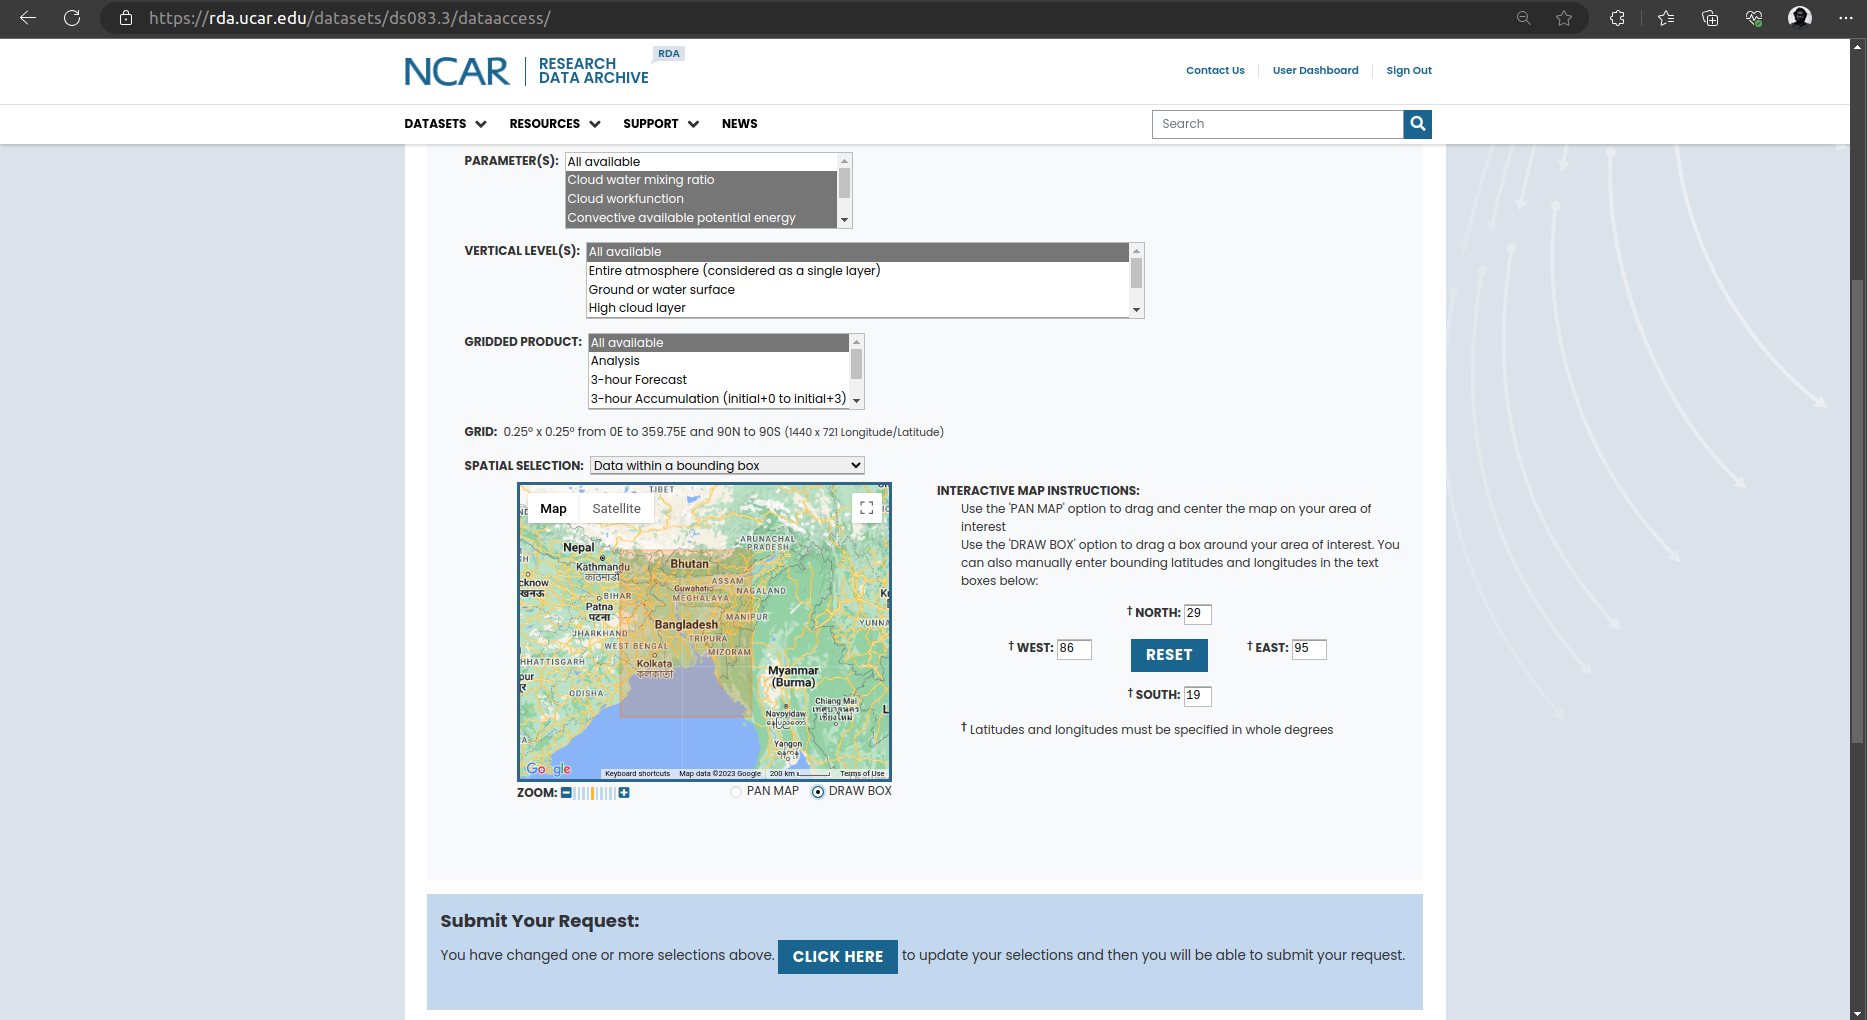 https://rda.ucar.edu/datasets/ds083.3/dataaccess/
NCAR
RESEARCH
DATA ARCHIVE
RDA
Contact Us
User Dashboard
Sign Out
DATASETS
RESOURCES
SUPPORT
NEWS
Search
PARAMETER(S):
All available
Cloud water mixing ratio
Cloud workfunction
Convective available potential energy
VERTICAL LEVEL(S):
All available
Entire atmosphere (considered as a single layer)
Ground or water surface
High cloud layer
GRIDDED PRODUCT:
All available
Analysis
3-hour Forecast
3-hour Accumulation (initial+0 to initial+3)
GRID: 0.25° x 0.25° from 0E to 359.75E and 90N to 90S (1440 x 721 Longitude/Latitude)
SPATIAL SELECTION: Data within a bounding box
TIBET
Map
Satellite
ARUNACHAL
PRADESH
Nepal
Kathmandu
काठमाडौं
Bhutan
cknow
ASSAM
Guwahati
NAGALAND
MEGHALAYA
BIHAR
Patna
पटना
MANIPUR
Bangladesh
YUNNA
JHARKHAND
TRIPURA
WEST BENGAL
MIZORAM
HHATTISGARH
Kolkata
Myanmar
(Burma)
ODISHA
Chiang Mai
เชียงใหม่
Naypyidaw
Yangon
Google
Keyboard shortcuts
Map data ©2023 Google
200 km
Terms of Use
ZOOM:
PAN MAP
DRAW BOX
INTERACTIVE MAP INSTRUCTIONS:
Use the 'PAN MAP' option to drag and center the map on your area of
interest
Use the 'DRAW BOX' option to drag a box around your area of interest. You
can also manually enter bounding latitudes and longitudes in the text
boxes below:
† NORTH: 29
† WEST: 86
RESET
† EAST: 95
† SOUTH: 19
† Latitudes and longitudes must be specified in whole degrees
Submit Your Request:
You have changed one or more selections above. CLICK HERE to update your selections and then you will be able to submit your request.